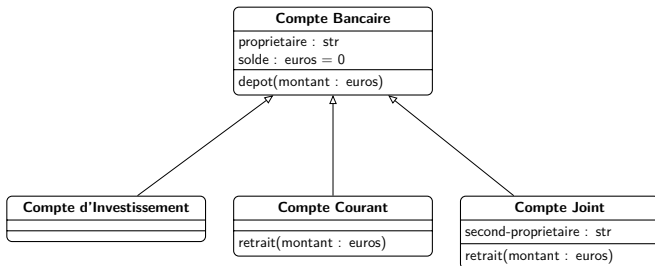 Compte Bancaire
proprietaire : str
solde : euros = 0
depot(montant : euros)
Compte d'Investissement
Compte Courant
retrait(montant : euros)
Compte Joint
second-proprietaire : str
retrait(montant : euros)